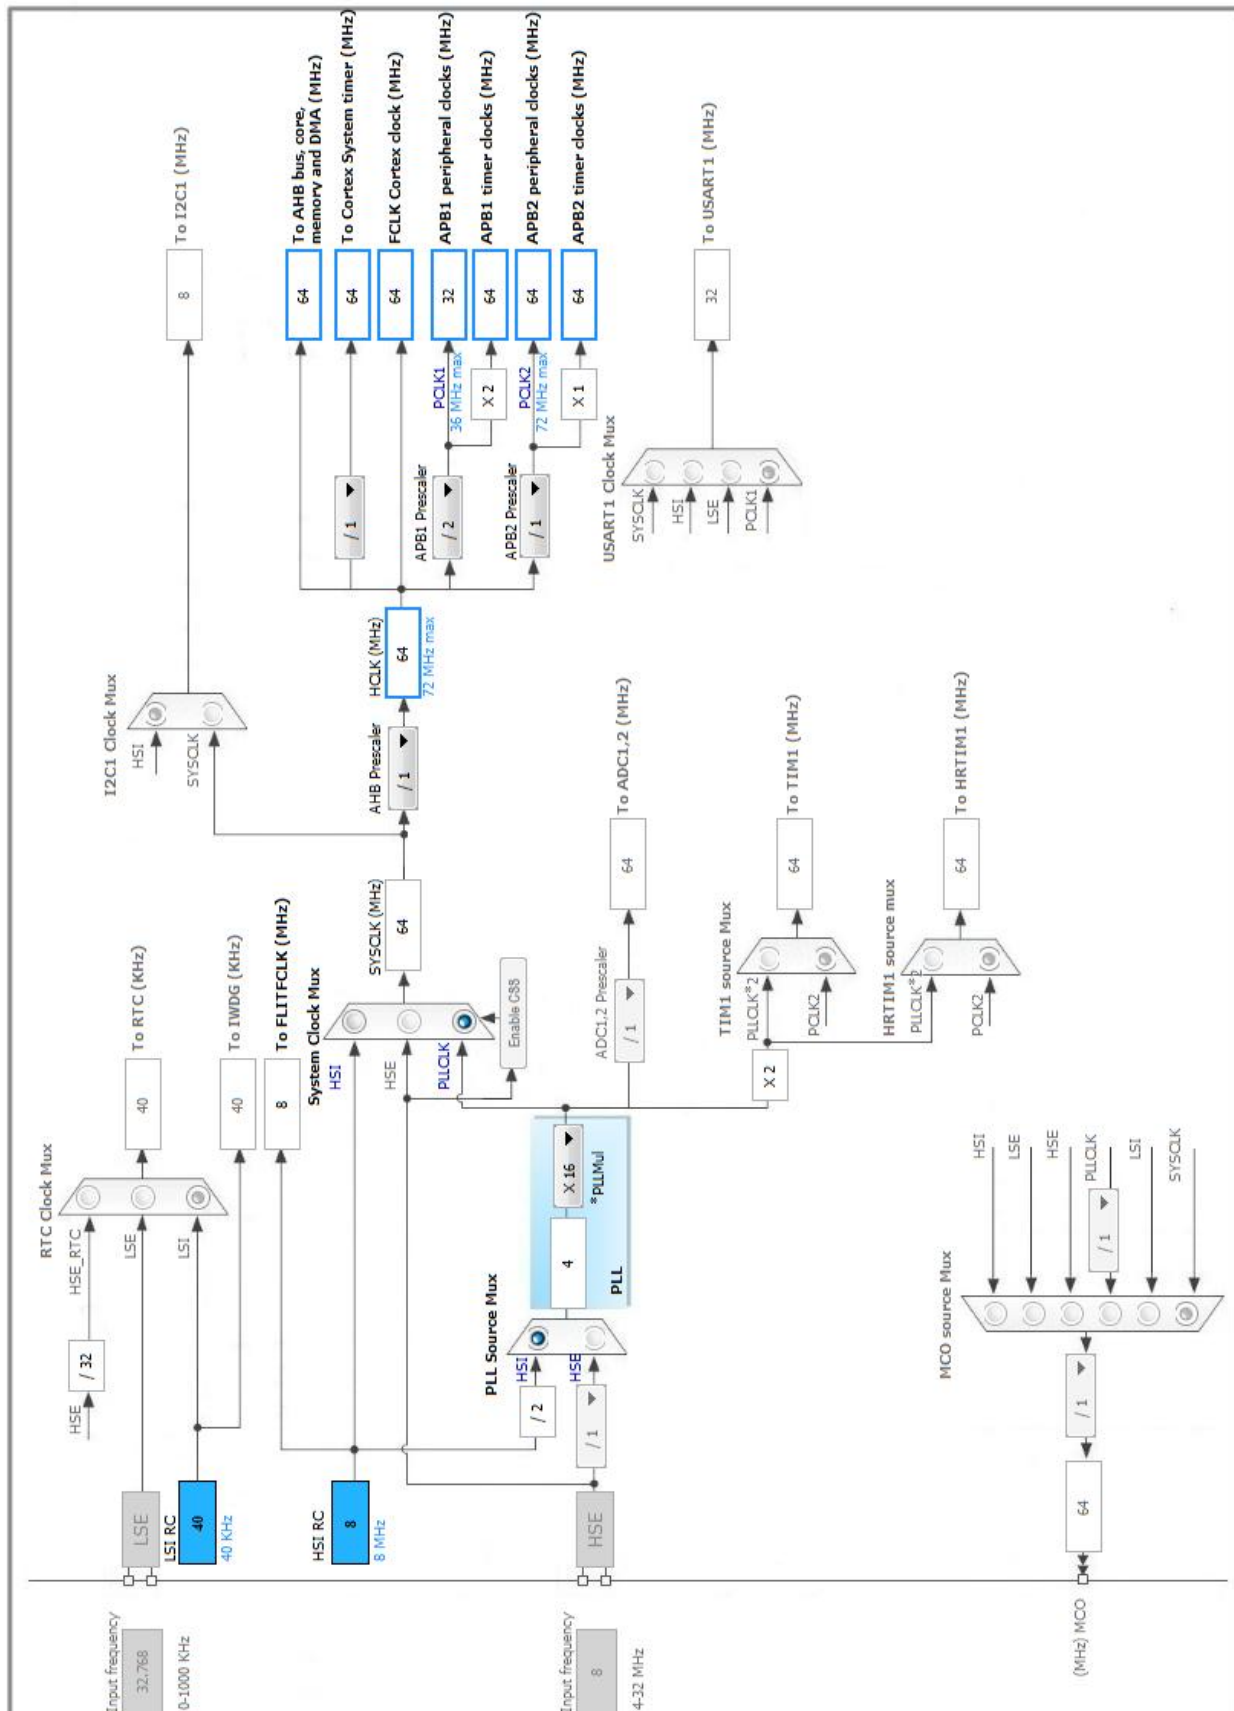 RTC Clock Mux
HSE
/ 32
HSE_RTC
LSE
LSI
40
To RTC (KHz)
Input frequency
32.768
0-1000 KHz
LSE
LSI RC
40
40 KHz
40
To IWDG (KHz)
I2C1 Clock Mux
HSI
SYSCLK
8
To I2C1 (MHz)
HSI RC
8
8 MHz
8
To FLITFCLK (MHz)
System Clock Mux
HSI
HSE
PLLCLK
Enable CSS
SYSCLK (MHz)
64
AHB Prescaler
/ 1
HCLK (MHz)
64
72 MHz max
64
To AHB bus, core,
memory and DMA (MHz)
/ 1
64
To Cortex System timer (MHz)
64
FCLK Cortex clock (MHz)
APB1 Prescaler
/ 2
PCLK1
36 MHz max
32
APB1 peripheral clocks (MHz)
X 2
64
APB1 timer clocks (MHz)
APB2 Prescaler
/ 1
PCLK2
72 MHz max
64
APB2 peripheral clocks (MHz)
X 1
64
APB2 timer clocks (MHz)
PLL Source Mux
HSI
HSE
/ 2
/ 1
4
X 16
*PLLMul
PLL
Input frequency
8
4-32 MHz
HSE
ADC1,2 Prescaler
/ 1
64
To ADC1,2 (MHz)
USART1 Clock Mux
SYSCLK
HSI
LSE
PCLK1
32
To USART1 (MHz)
X 2
TIM1 source Mux
PLLCLK*2
PCLK2
64
To TIM1 (MHz)
HRTIM1 source mux
PLLCLK*2
PCLK2
64
To HRTIM1 (MHz)
MCO source Mux
(MHz) MCO
64
/ 1
HSI
LSE
HSE
/ 1
PLLCLK
LSI
SYSCLK